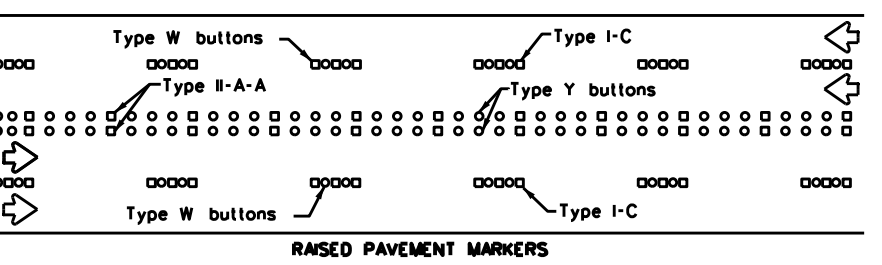 Type W buttons
Type I-C
Type II-A-A
Type Y buttons
Type W buttons
Type I-C
RAISED PAVEMENT MARKERS